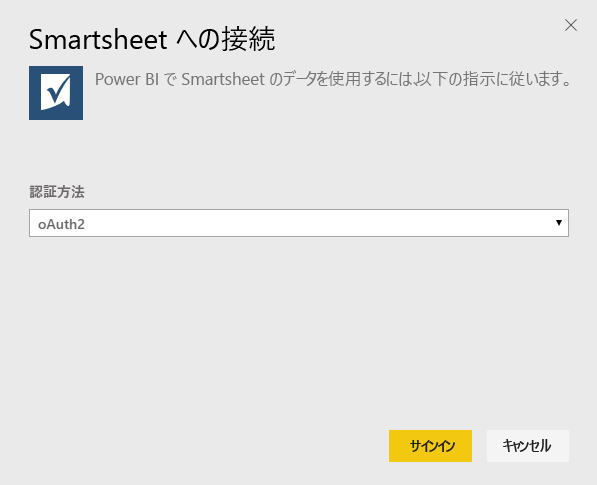 Smartsheet への接続
Power BI で Smartsheet のデータを使用するには、以下の指示に従います。
認証方法
oAuth2
サインイン
キャンセル